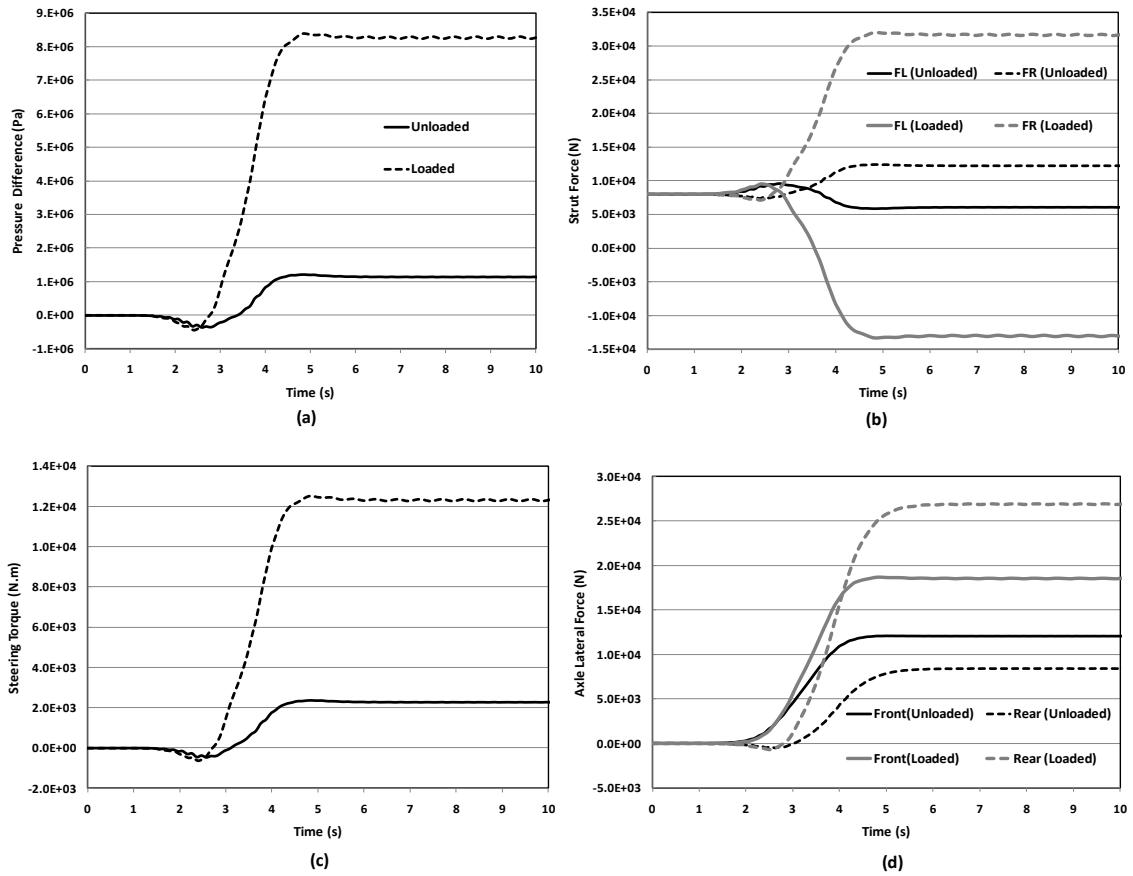 9.E+06
8.E+06
7.E+06
6.E+06
5.E+06
4.E+06
3.E+06
2.E+06
1.E+06
0.E+00
-1.E+06
Pressure Difference (Pa)
Unloaded
Loaded
0 1 2 3 4 5 6 7 8 9 10
Time (s)
(a)
3.5E+04
3.0E+04
2.5E+04
2.0E+04
1.5E+04
1.0E+04
5.0E+03
0.0E+00
-5.0E+03
-1.0E+04
-1.5E+04
Strut Force (N)
FL (Unloaded) FR (Unloaded)
FL (Loaded) FR (Loaded)
0 1 2 3 4 5 6 7 8 9 10
Time (s)
(b)
1.4E+04
1.2E+04
1.0E+04
8.0E+03
6.0E+03
4.0E+03
2.0E+03
0.0E+00
-2.0E+03
Steering Torque (N.m)
0 1 2 3 4 5 6 7 8 9 10
Time (s)
(c)
3.0E+04
2.5E+04
2.0E+04
1.5E+04
1.0E+04
5.0E+03
0.0E+00
-5.0E+03
Axle Lateral Force (N)
Front(Unloaded) Rear (Unloaded)
Front(Loaded) Rear (Loaded)
0 1 2 3 4 5 6 7 8 9 10
Time (s)
(d)